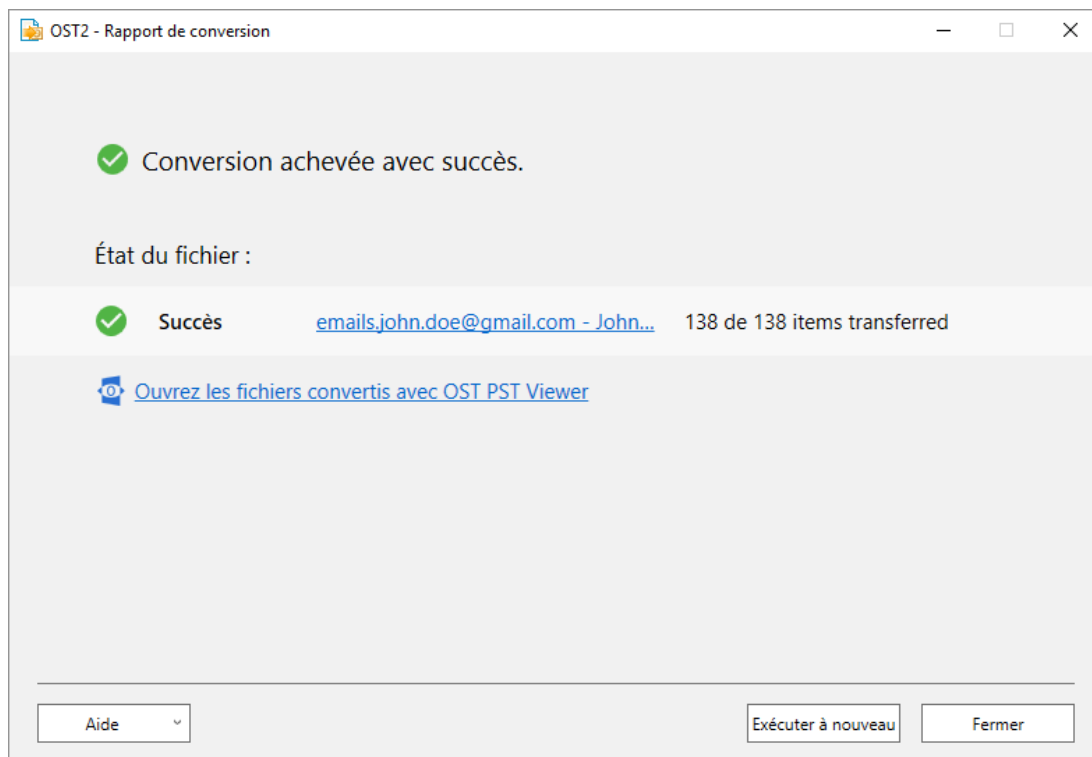 OST2 - Rapport de conversion
Conversion achevée avec succès.
État du fichier :
Succès emails.john.doe@gmail.com - John... 138 de 138 items transferred
Ouvrez les fichiers convertis avec OST PST Viewer
Aide Exécuter à nouveau Fermer